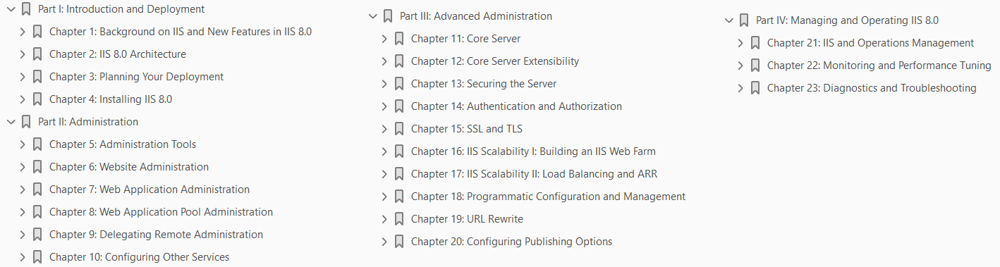 Part I: Introduction and Deployment
Chapter 1: Background on IIS and New Features in IIS 8.0
Chapter 2: IIS 8.0 Architecture
Chapter 3: Planning Your Deployment
Chapter 4: Installing IIS 8.0
Part II: Administration
Chapter 5: Administration Tools
Chapter 6: Website Administration
Chapter 7: Web Application Administration
Chapter 8: Web Application Pool Administration
Chapter 9: Delegating Remote Administration
Chapter 10: Configuring Other Services
Part III: Advanced Administration
Chapter 11: Core Server
Chapter 12: Core Server Extensibility
Chapter 13: Securing the Server
Chapter 14: Authentication and Authorization
Chapter 15: SSL and TLS
Chapter 16: IIS Scalability I: Building an IIS Web Farm
Chapter 17: IIS Scalability II: Load Balancing and ARR
Chapter 18: Programmatic Configuration and Management
Chapter 19: URL Rewrite
Chapter 20: Configuring Publishing Options
Part IV: Managing and Operating IIS 8.0
Chapter 21: IIS and Operations Management
Chapter 22: Monitoring and Performance Tuning
Chapter 23: Diagnostics and Troubleshooting